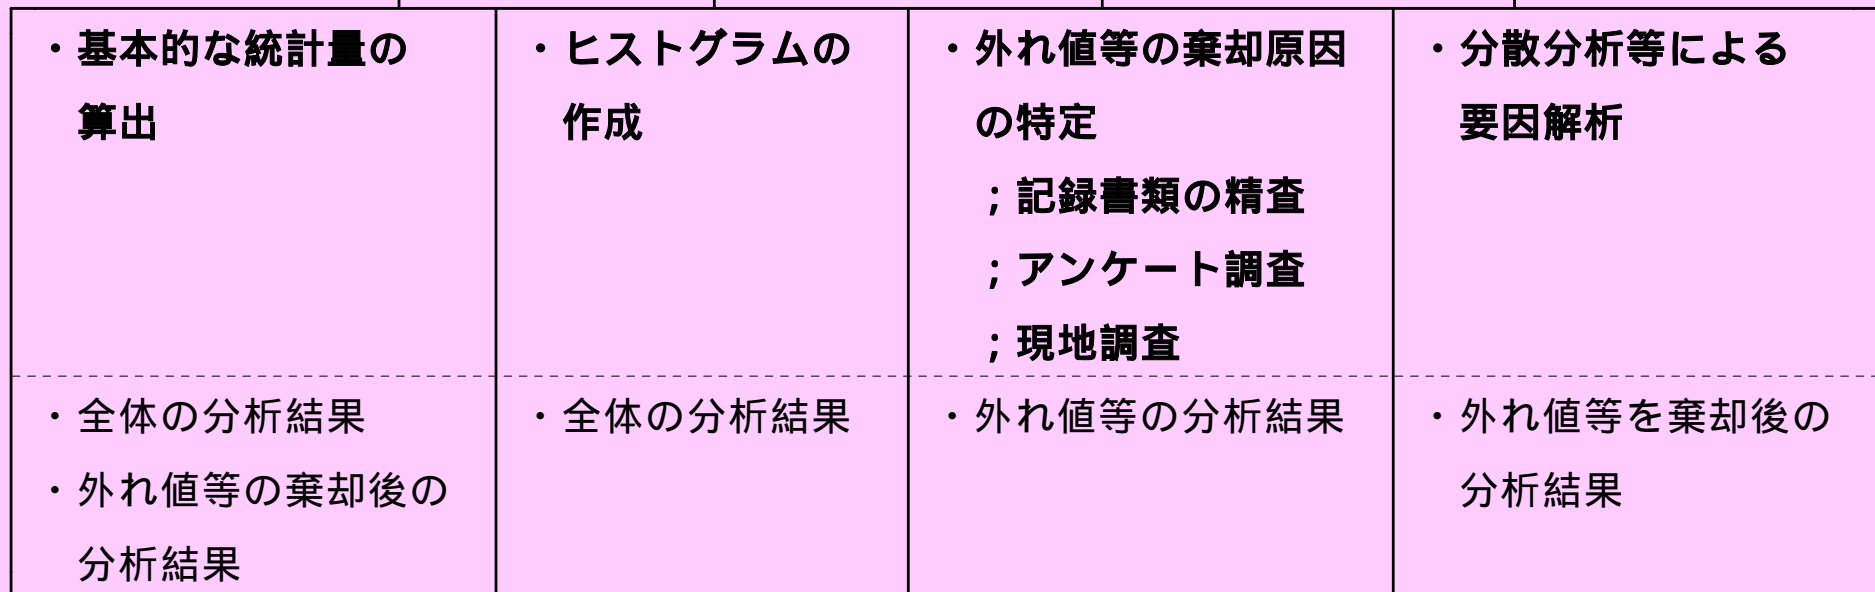 ・基本的な統計量の
算出
・ヒストグラムの
作成
・外れ値等の棄却原因
の特定
；記録書類の精査
；アンケート調査
；現地調査
・分散分析等による
要因解析
・全体の分析結果
・外れ値等の棄却後の
分析結果
・全体の分析結果
・外れ値等の分析結果
・外れ値等を棄却後の
分析結果